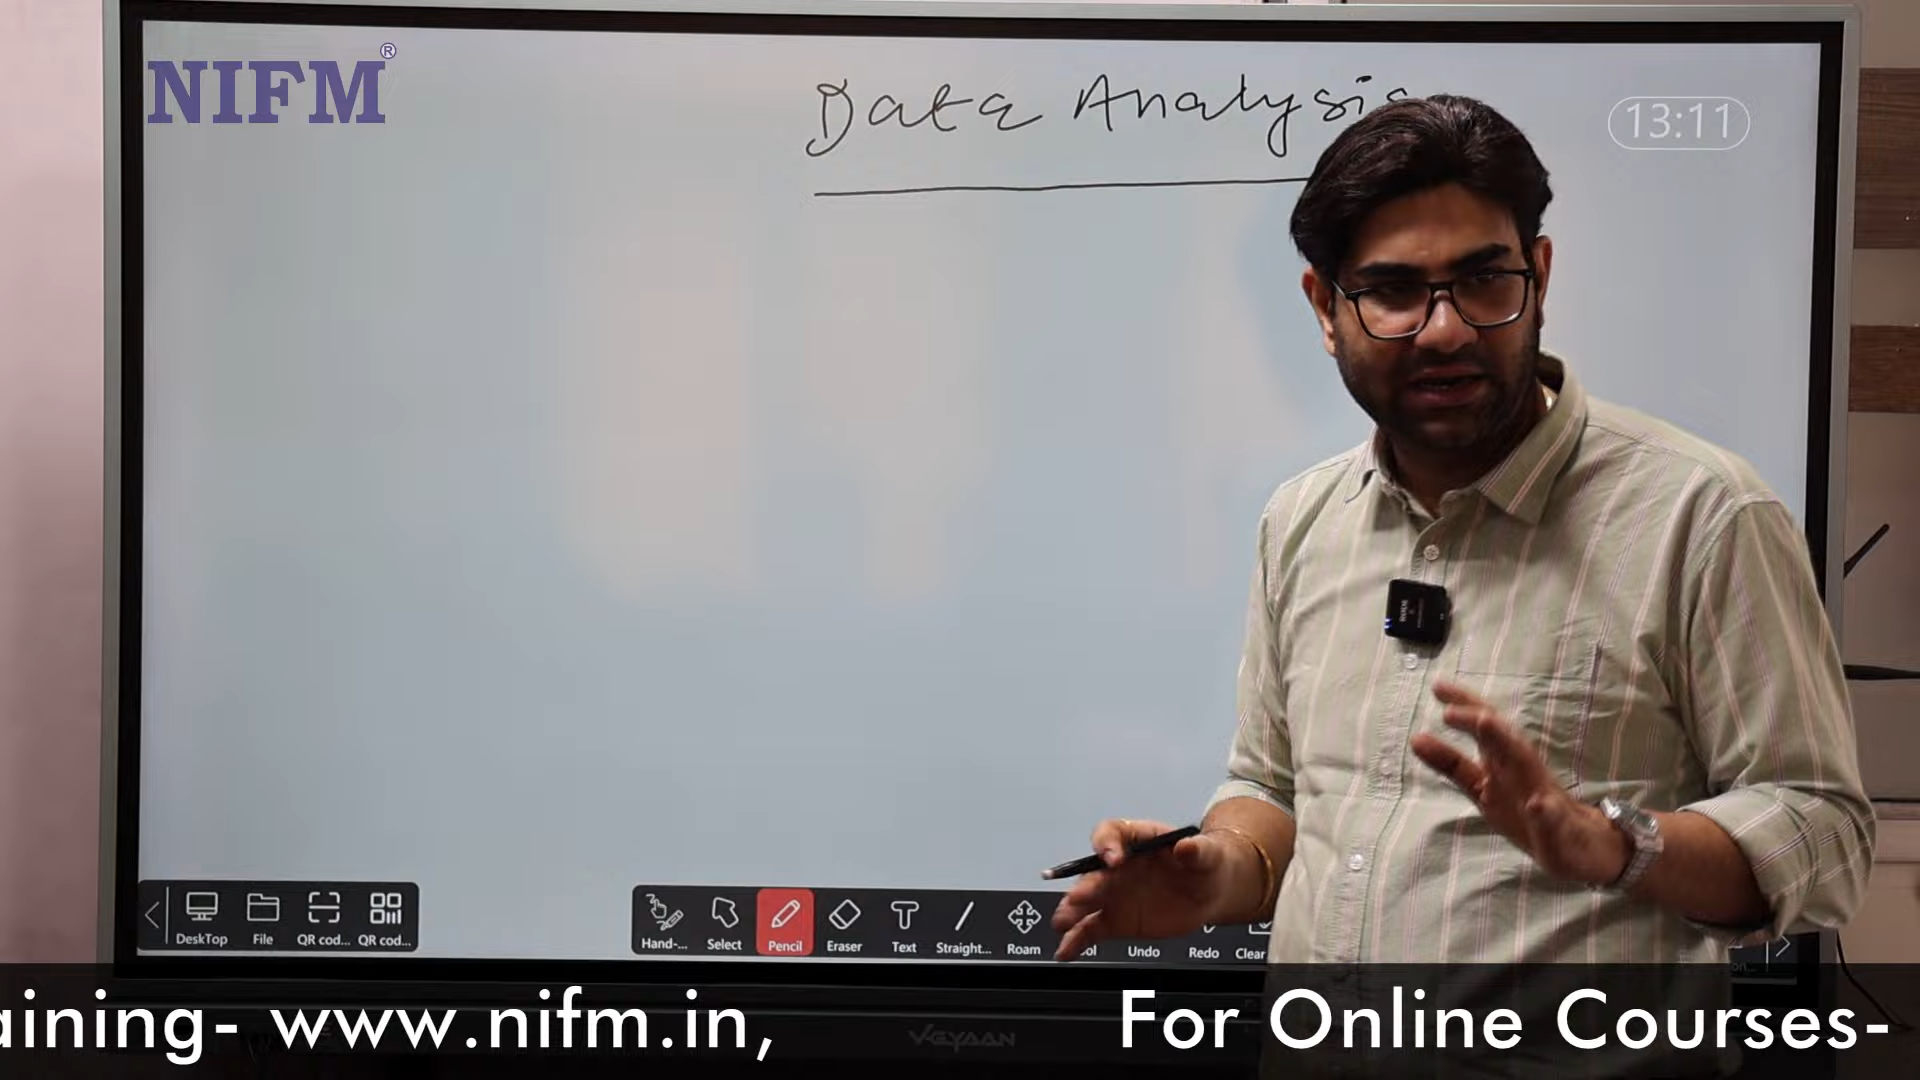 NIFM®
Data Analysis
13:11
DeskTop
File
QR cod...
QR cod...
Hand-...
Select
Pencil
Eraser
Text
Straight...
Roam
Undo
Redo
Clear
VEYAAN
aining- www.nifm.in,
For Online Courses-